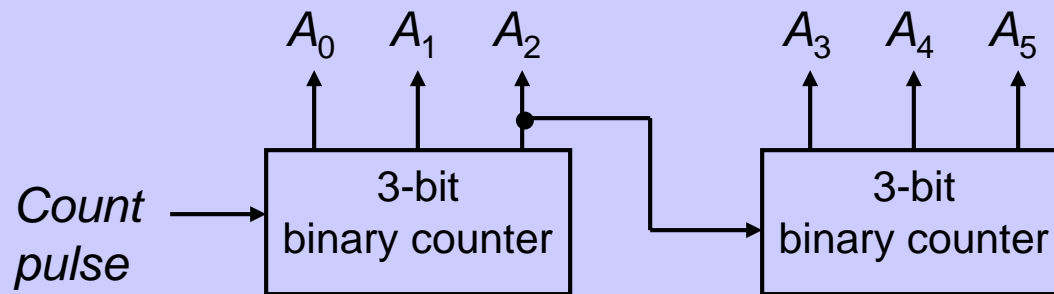 A₀ A₁ A₂ A₃ A₄ A₅
3-bit
binary counter
3-bit
binary counter
Count
pulse